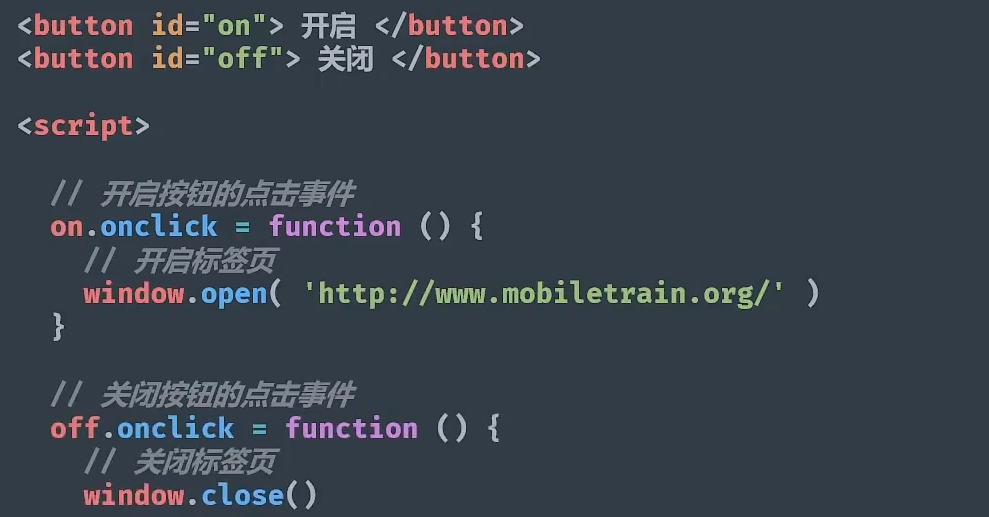 <button id="on"> 开启 </button>
<button id="off"> 关闭 </button>
<script>
// 开启按钮的点击事件
on.onclick = function () {
// 开启标签页
window.open( 'http://www.mobiletrain.org/' )
}
// 关闭按钮的点击事件
off.onclick = function () {
// 关闭标签页
window.close()